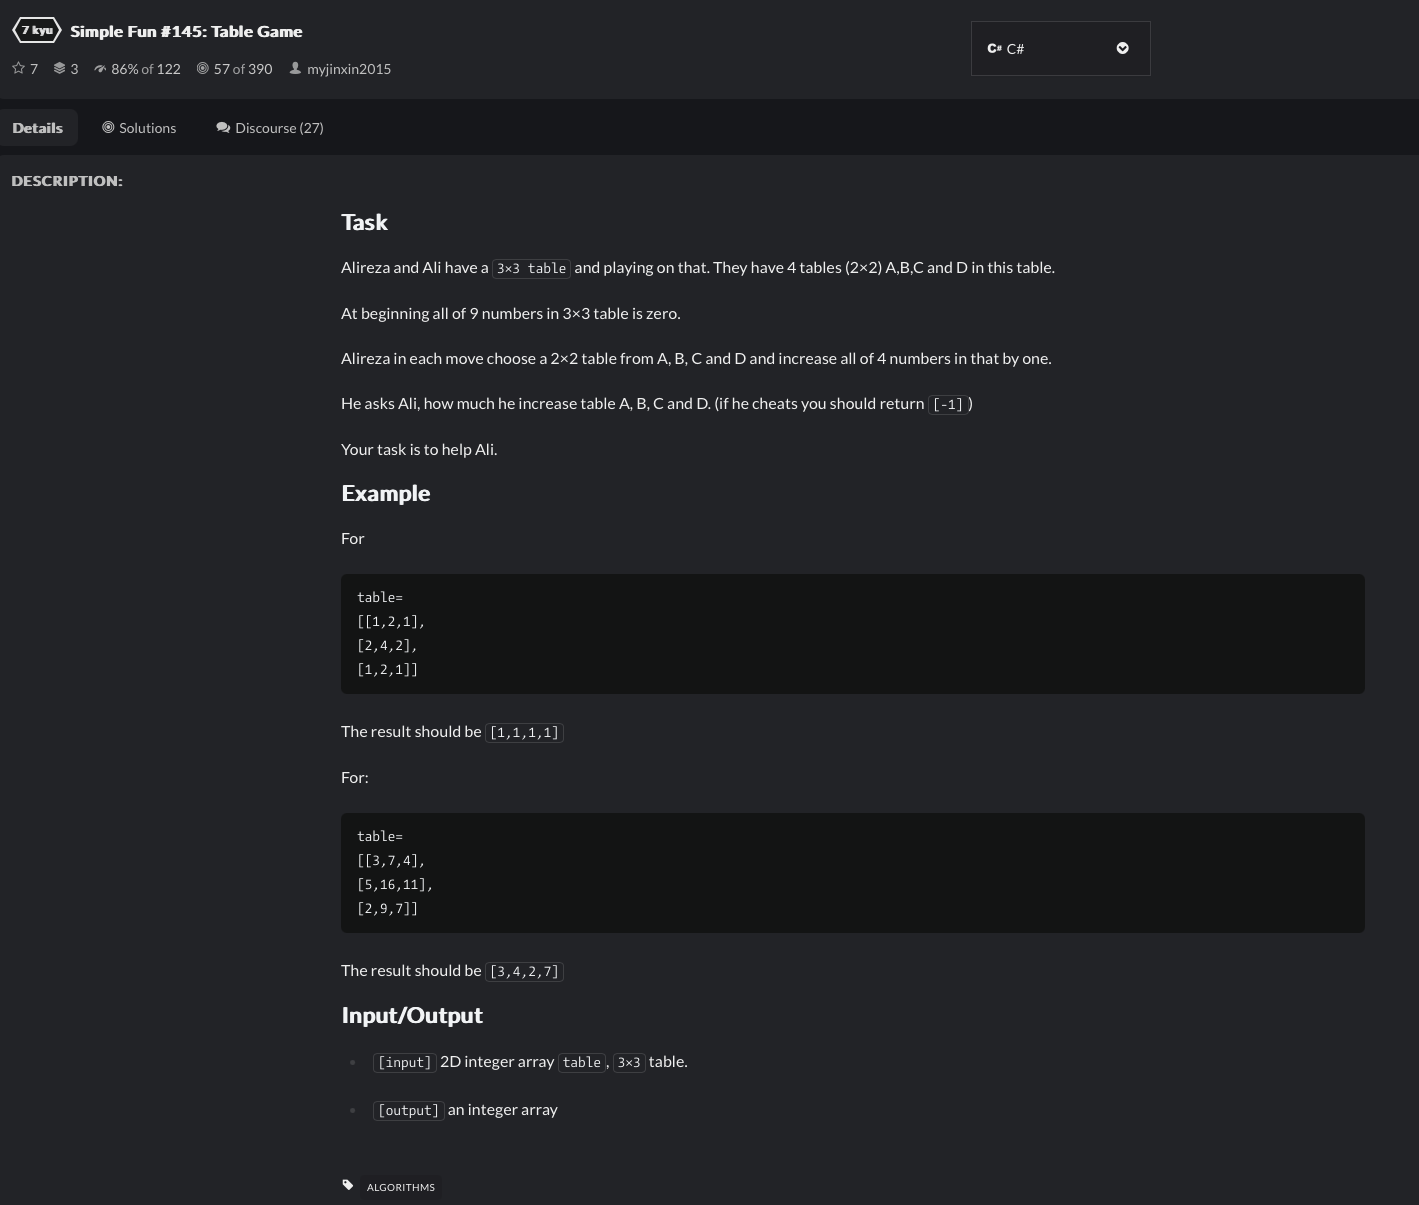 7 kyu Simple Fun #145: Table Game
7 3 86% of 122 57 of 390 myjinxin2015
C# C#
Details Solutions Discourse (27)
DESCRIPTION:
Task
Alireza and Ali have a 3×3 table and playing on that. They have 4 tables (2×2) A,B,C and D in this table.
At beginning all of 9 numbers in 3×3 table is zero.
Alireza in each move choose a 2×2 table from A, B, C and D and increase all of 4 numbers in that by one.
He asks Ali, how much he increase table A, B, C and D. (if he cheats you should return [-1] )
Your task is to help Ali.
Example
For
table=
[[1,2,1],
[2,4,2],
[1,2,1]]
The result should be [1,1,1,1]
For:
table=
[[3,7,4],
[5,16,11],
[2,9,7]]
The result should be [3,4,2,7]
Input/Output
[input] 2D integer array table, 3×3 table.
[output] an integer array
ALGORITHMS